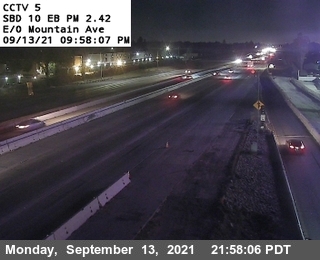 CCTV 5
SBD 10 EB PM 2.42
E/O Mountain Ave
09/13/21 09:58:07 PM
Monday, September 13, 2021 21:58:06 PDT